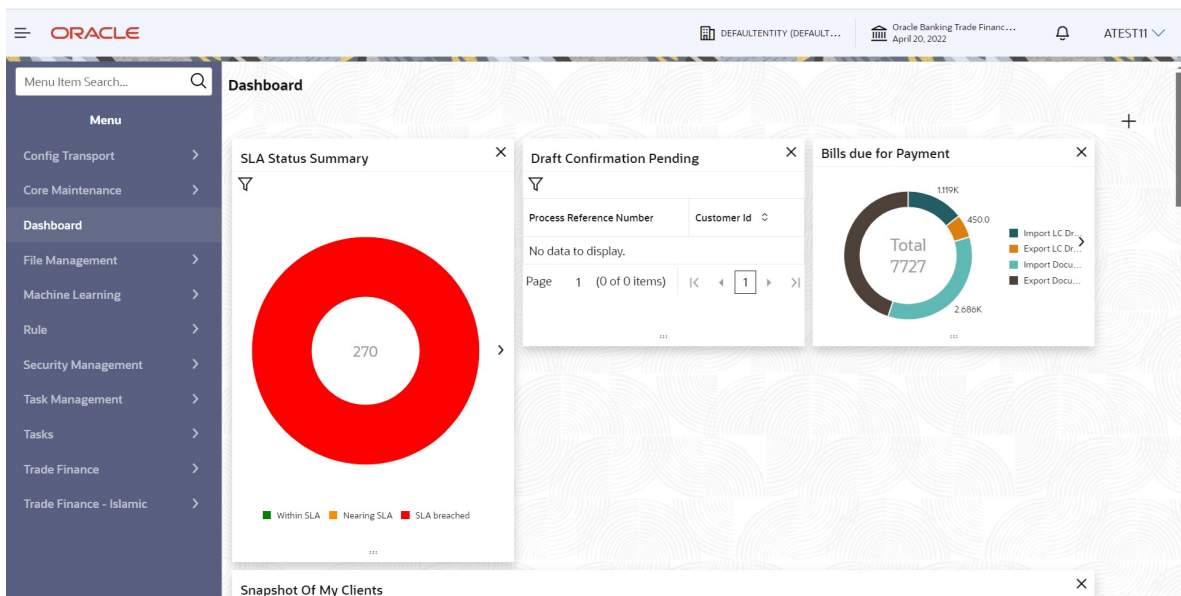 ORACLE
DEFAULTENTITY (DEFAULT...
Oracle Banking Trade Financ...
April 20, 2022
ATEST11
Menu Item Search...
Menu
Config Transport
Core Maintenance
Dashboard
File Management
Machine Learning
Rule
Security Management
Task Management
Tasks
Trade Finance
Trade Finance - Islamic
Dashboard
SLA Status Summary
270
Within SLA Nearing SLA SLA breached
Draft Confirmation Pending
Process Reference Number Customer Id
No data to display.
Page 1 (0 of 0 items) 1
Bills due for Payment
1.119K
450.0
Total
7727
2.686K
Import LC Dr...
Export LC Dr...
Import Docu...
Export Docu...
Snapshot Of My Clients